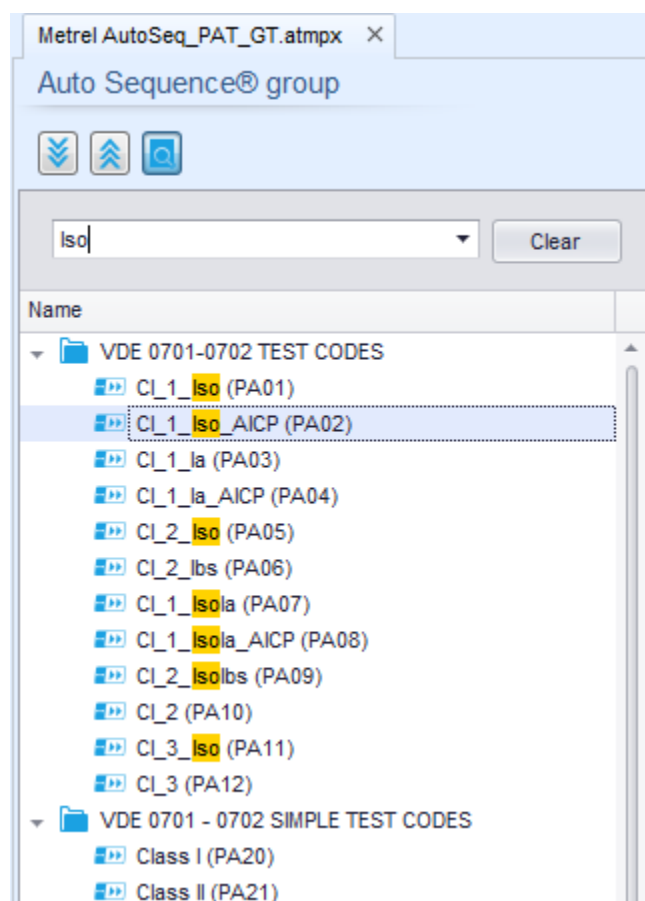 Metrel AutoSeq_PAT_GT.atmpx
Auto Sequence® group
Iso
Clear
Name
VDE 0701-0702 TEST CODES
Cl_1_Iso (PA01)
Cl_1_Iso_AICP (PA02)
Cl_1_Ia (PA03)
Cl_1_Ia_AICP (PA04)
Cl_2_Iso (PA05)
Cl_2_Ibs (PA06)
Cl_1_IsoIa (PA07)
Cl_1_IsoIa_AICP (PA08)
Cl_2_IsoIbs (PA09)
Cl_2 (PA10)
Cl_3_Iso (PA11)
Cl_3 (PA12)
VDE 0701 - 0702 SIMPLE TEST CODES
Class I (PA20)
Class II (PA21)